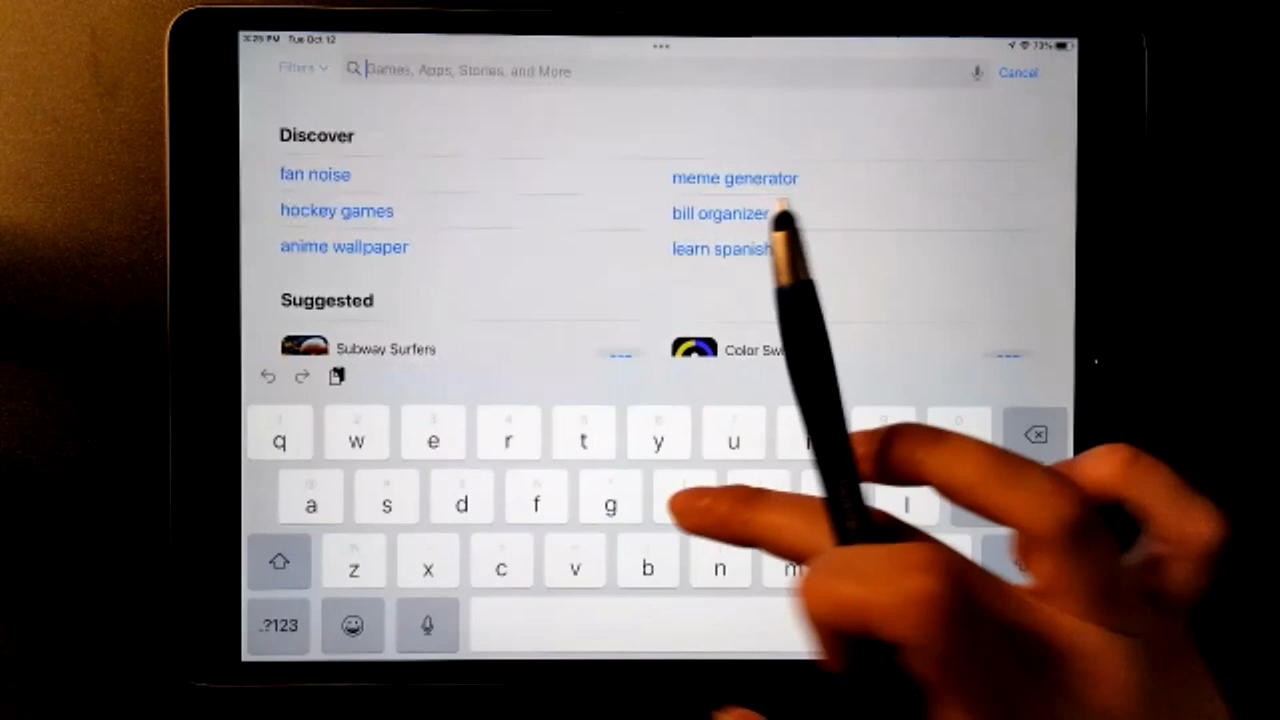 3:25 PM Tue Oct 12
73%
Filters
Games, Apps, Stories, and More
Cancel
Discover
fan noise
meme generator
hockey games
bill organizer
anime wallpaper
learn spanish
Suggested
Subway Surfers
Color Sw
q w e r t y u i
a s d f g l
z x c v b n m
.?123